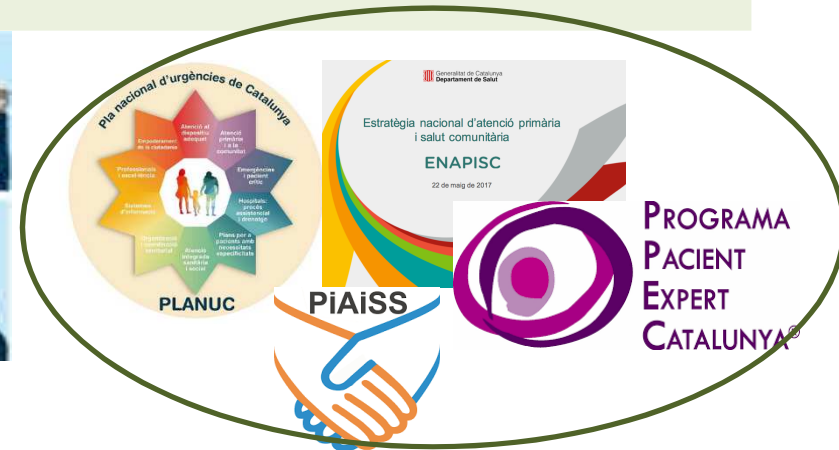 Pla nacional d'urgències de Catalunya
Atenció al
dispositiu
adequat
Atenció
primària
i a la
comunitat
Emergències
i pacient
crític
Hospitals:
procés
assistencial
i drenatge
Plans per a
pacients amb
necessitats
específiques
Atenció
integrada
sanitària
i social
Organització
i coordinació
territorial
Sistemes
d'informació
Professionals
i excel·lència
Empoderament
de la ciutadania
PLANUC
Generalitat de Catalunya
Departament de Salut
Estratègia nacional d'atenció primària
i salut comunitària
ENAPISC
22 de maig de 2017
PiAiSS
PROGRAMA
PACIENT
EXPERT
CATALUNYA®